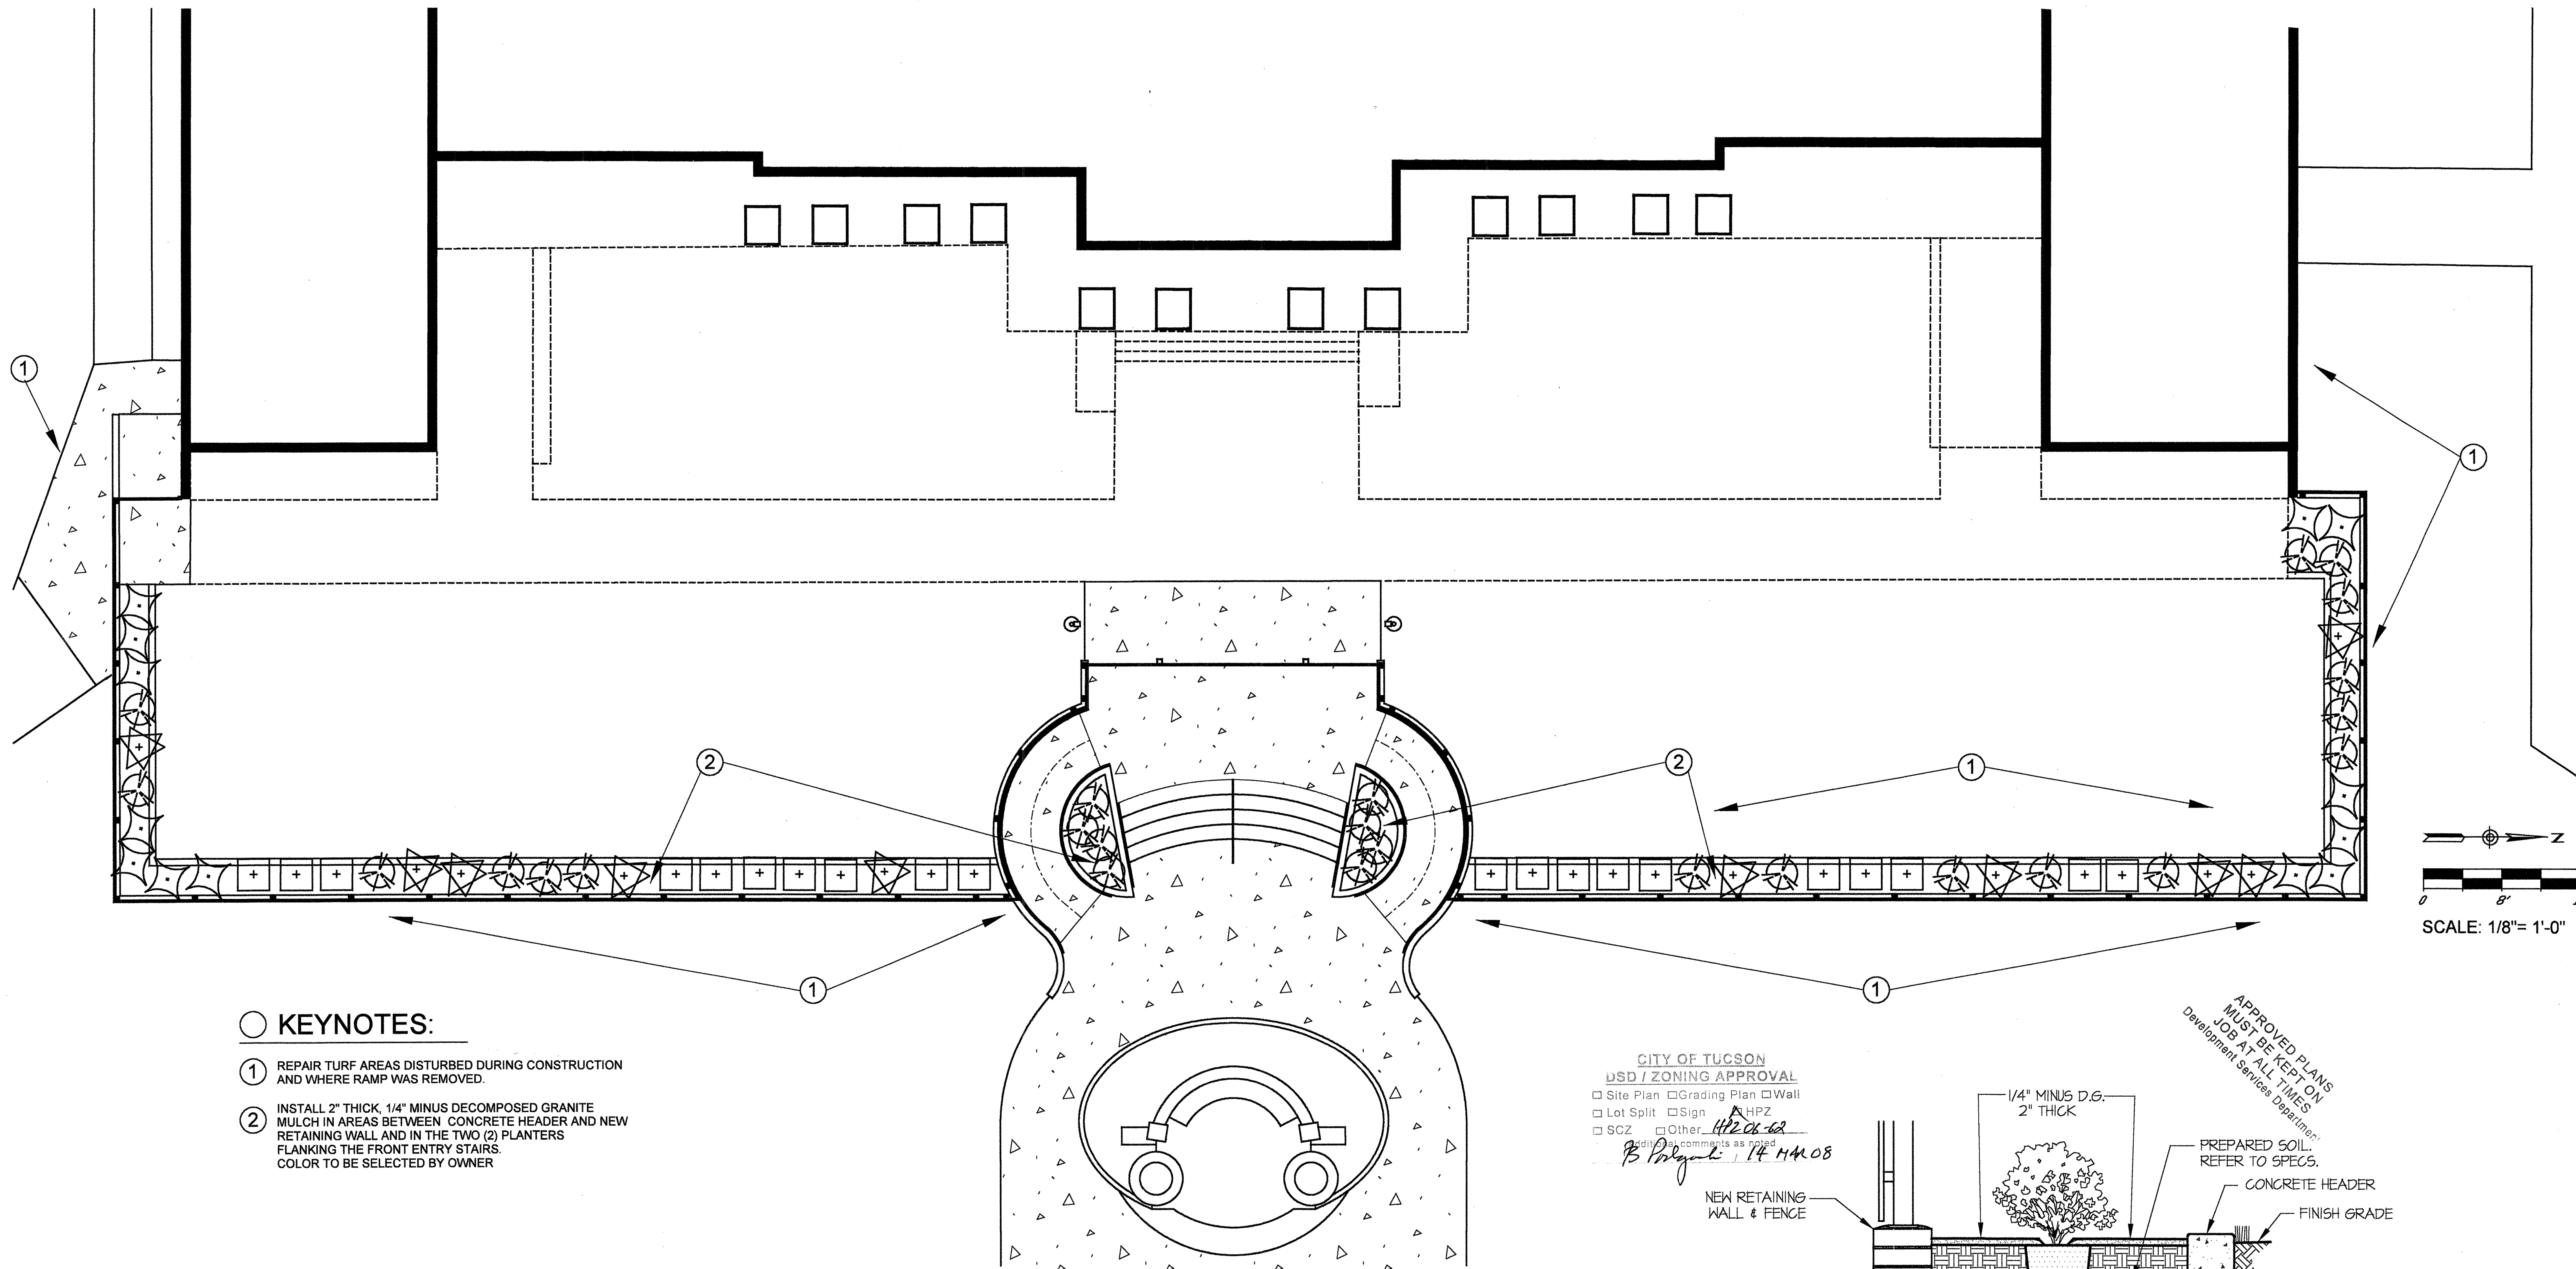 1
1
2
2
1
1
1
N
0 8'
SCALE: 1/8"= 1'-0"
KEYNOTES:
1 REPAIR TURF AREAS DISTURBED DURING CONSTRUCTION
AND WHERE RAMP WAS REMOVED.
2 INSTALL 2" THICK, 1/4" MINUS DECOMPOSED GRANITE
MULCH IN AREAS BETWEEN CONCRETE HEADER AND NEW
RETAINING WALL AND IN THE TWO (2) PLANTERS
FLANKING THE FRONT ENTRY STAIRS.
COLOR TO BE SELECTED BY OWNER
CITY OF TUCSON
DSD / ZONING APPROVAL
Site Plan Grading Plan Wall
Lot Split Sign HPZ
SCZ Other HPZ 06-62
Additional comments as noted
14 MAR 08
APPROVED PLANS
MUST BE KEPT ON
JOB AT ALL TIMES
Development Services Department
1/4" MINUS D.G.
2" THICK
PREPARED SOIL.
REFER TO SPECS.
CONCRETE HEADER
FINISH GRADE
NEW RETAINING
WALL & FENCE